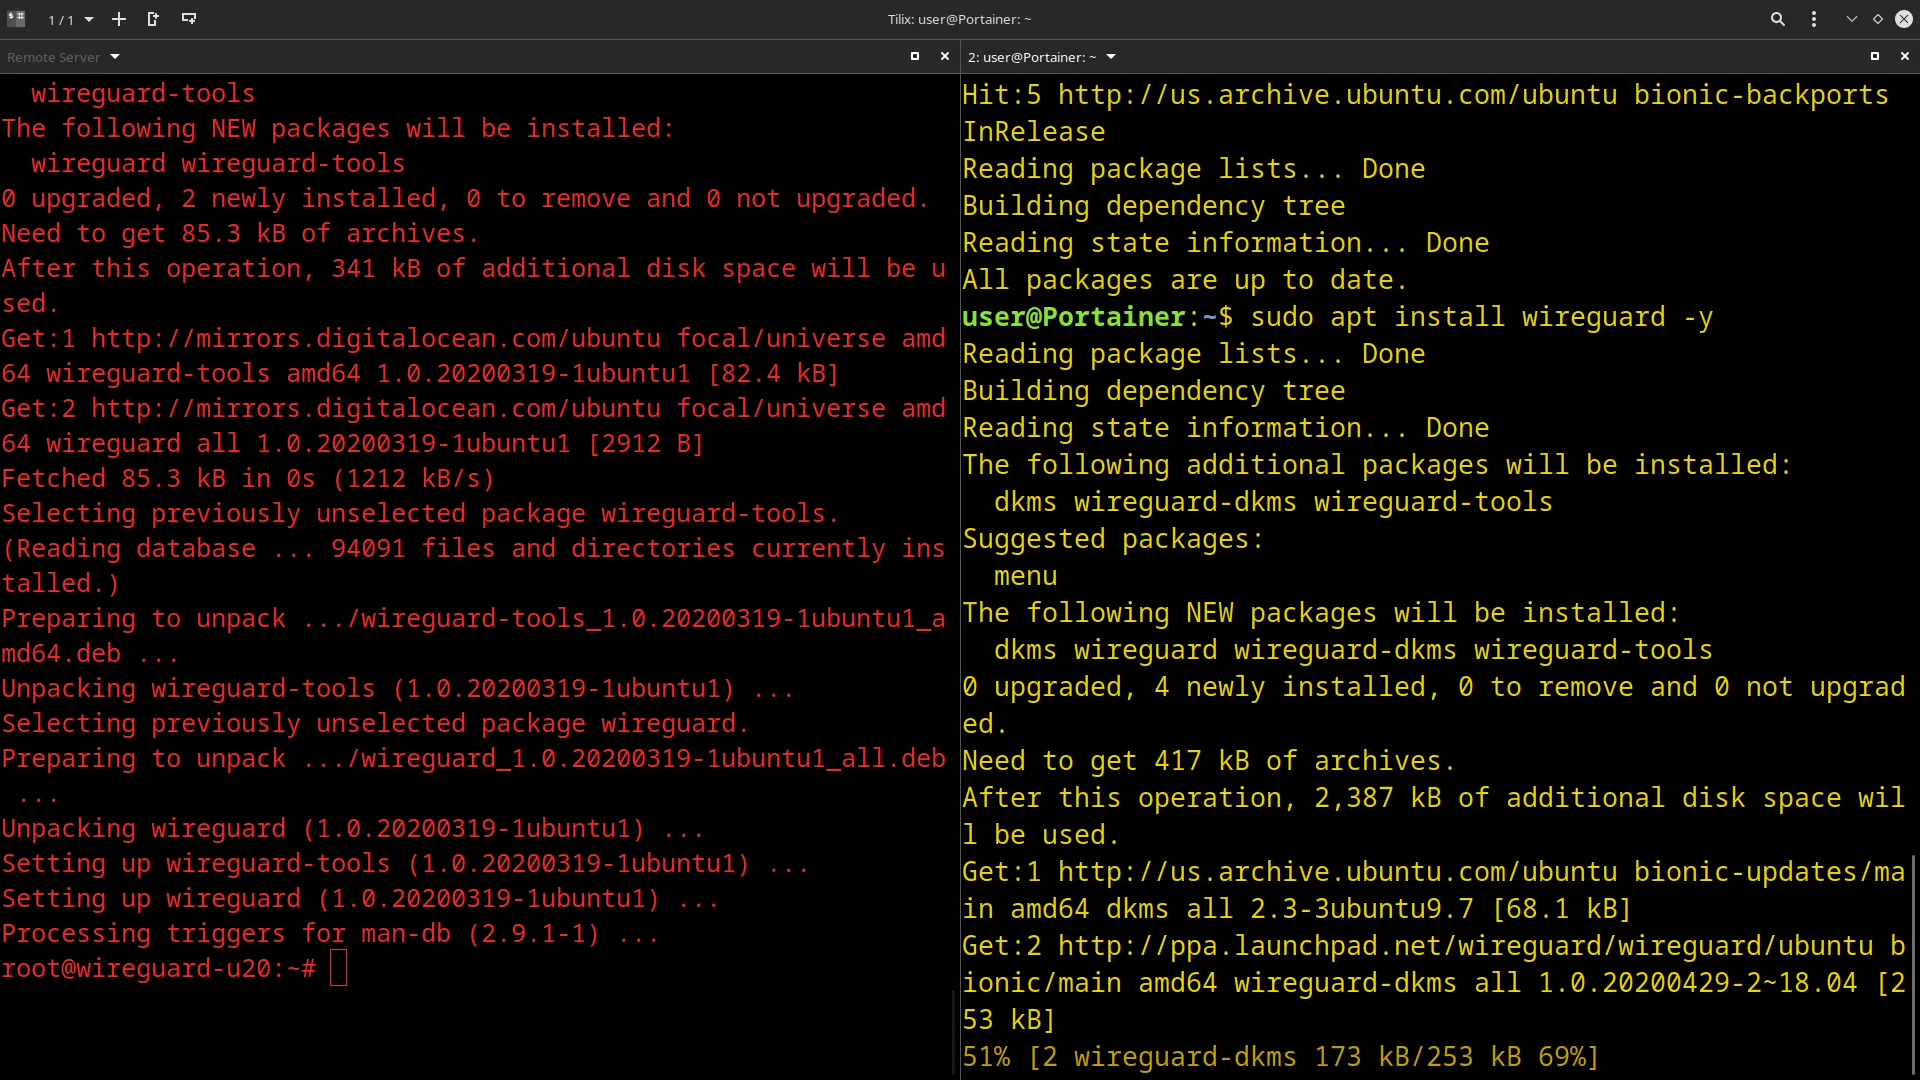 1 / 1
Tilix: user@Portainer: ~
Remote Server
wireguard-tools
The following NEW packages will be installed:
wireguard wireguard-tools
0 upgraded, 2 newly installed, 0 to remove and 0 not upgraded.
Need to get 85.3 kB of archives.
After this operation, 341 kB of additional disk space will be u
sed.
Get:1 http://mirrors.digitalocean.com/ubuntu focal/universe amd
64 wireguard-tools amd64 1.0.20200319-1ubuntu1 [82.4 kB]
Get:2 http://mirrors.digitalocean.com/ubuntu focal/universe amd
64 wireguard all 1.0.20200319-1ubuntu1 [2912 B]
Fetched 85.3 kB in 0s (1212 kB/s)
Selecting previously unselected package wireguard-tools.
(Reading database ... 94091 files and directories currently ins
talled.)
Preparing to unpack .../wireguard-tools_1.0.20200319-1ubuntu1_a
md64.deb ...
Unpacking wireguard-tools (1.0.20200319-1ubuntu1) ...
Selecting previously unselected package wireguard.
Preparing to unpack .../wireguard_1.0.20200319-1ubuntu1_all.deb
...
Unpacking wireguard (1.0.20200319-1ubuntu1) ...
Setting up wireguard-tools (1.0.20200319-1ubuntu1) ...
Setting up wireguard (1.0.20200319-1ubuntu1) ...
Processing triggers for man-db (2.9.1-1) ...
root@wireguard-u20:~#
2: user@Portainer: ~
Hit:5 http://us.archive.ubuntu.com/ubuntu bionic-backports
InRelease
Reading package lists... Done
Building dependency tree
Reading state information... Done
All packages are up to date.
user@Portainer:~$ sudo apt install wireguard -y
Reading package lists... Done
Building dependency tree
Reading state information... Done
The following additional packages will be installed:
dkms wireguard-dkms wireguard-tools
Suggested packages:
menu
The following NEW packages will be installed:
dkms wireguard wireguard-dkms wireguard-tools
0 upgraded, 4 newly installed, 0 to remove and 0 not upgrad
ed.
Need to get 417 kB of archives.
After this operation, 2,387 kB of additional disk space wil
l be used.
Get:1 http://us.archive.ubuntu.com/ubuntu bionic-updates/ma
in amd64 dkms all 2.3-3ubuntu9.7 [68.1 kB]
Get:2 http://ppa.launchpad.net/wireguard/wireguard/ubuntu b
ionic/main amd64 wireguard-dkms all 1.0.20200429-2~18.04 [2
53 kB]
51% [2 wireguard-dkms 173 kB/253 kB 69%]